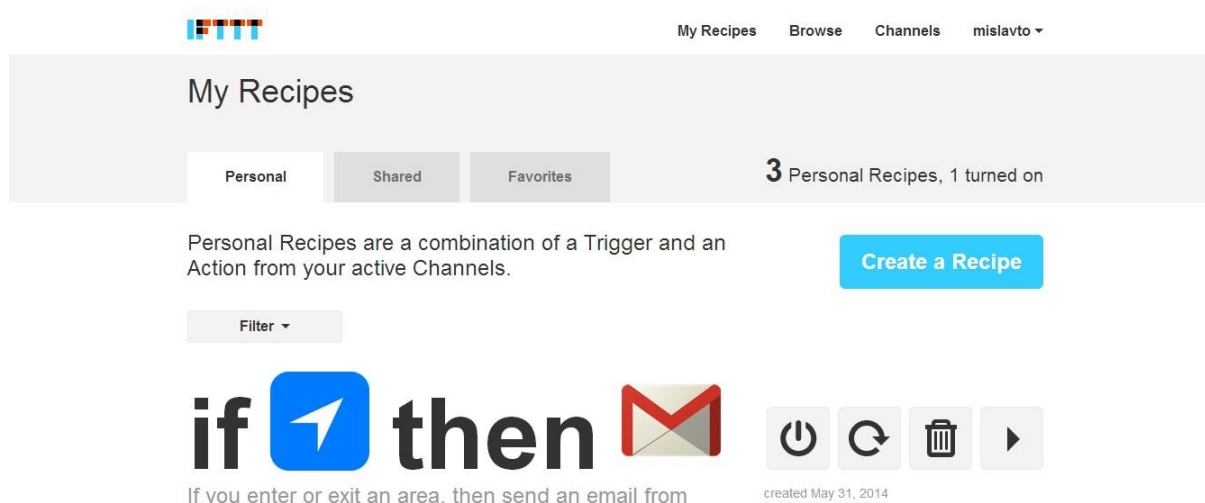 IFTTT
My Recipes Browse Channels mislavto
My Recipes
Personal Shared Favorites
3 Personal Recipes, 1 turned on
Personal Recipes are a combination of a Trigger and an
Action from your active Channels.
Create a Recipe
Filter
if then
If you enter or exit an area, then send an email from
created May 31, 2014